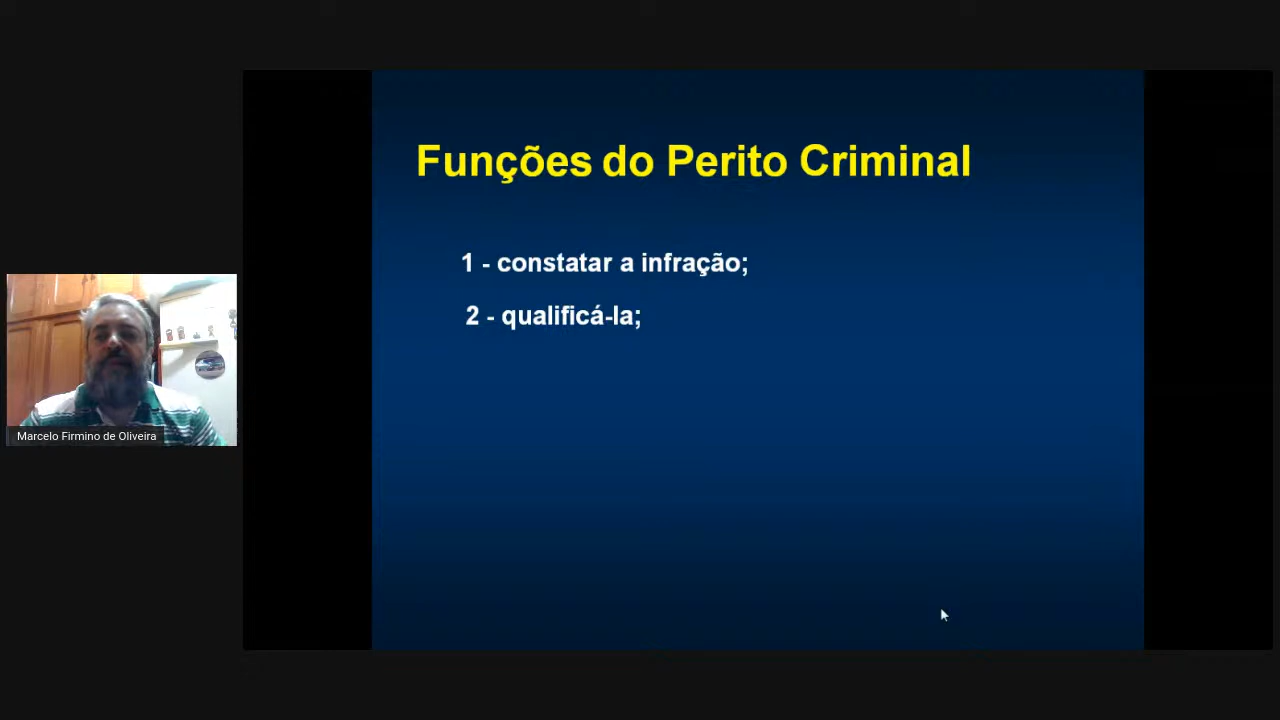 Funções do Perito Criminal
1 - constatar a infração;
2 - qualificá-la;
Marcelo Firmino de Oliveira